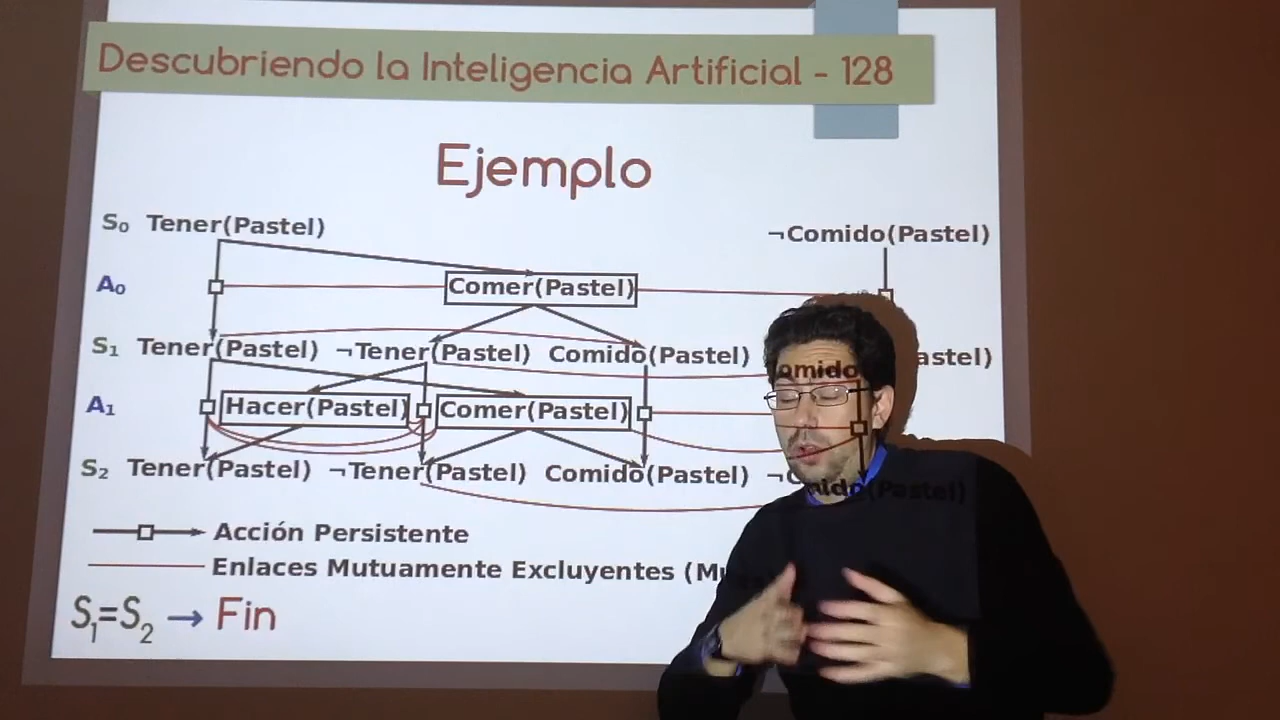 Descubriendo la Inteligencia Artificial - 128
Ejemplo
S₀ Tener(Pastel) ¬Comido(Pastel)
A₀ Comer(Pastel)
S₁ Tener(Pastel) ¬Tener(Pastel) Comido(Pastel) astel)
A₁ Hacer(Pastel) Comer(Pastel)
S₂ Tener(Pastel) ¬Tener(Pastel) Comido(Pastel)
Acción Persistente
Enlaces Mutuamente Excluyentes
S₁=S₂ → Fin